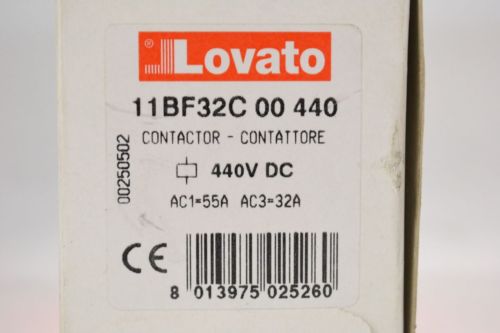 Lovato
11BF32C 00 440
CONTACTOR - CONTATTORE
440V DC
AC1=55A AC3=32A
00250502
CE
8 013975 025260